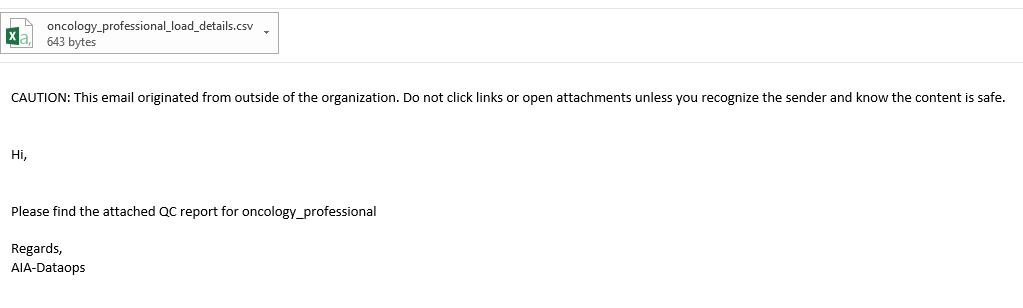 oncology_professional_load_details.csv
643 bytes
CAUTION: This email originated from outside of the organization. Do not click links or open attachments unless you recognize the sender and know the content is safe.
Hi,
Please find the attached QC report for oncology_professional
Regards,
AIA-Dataops